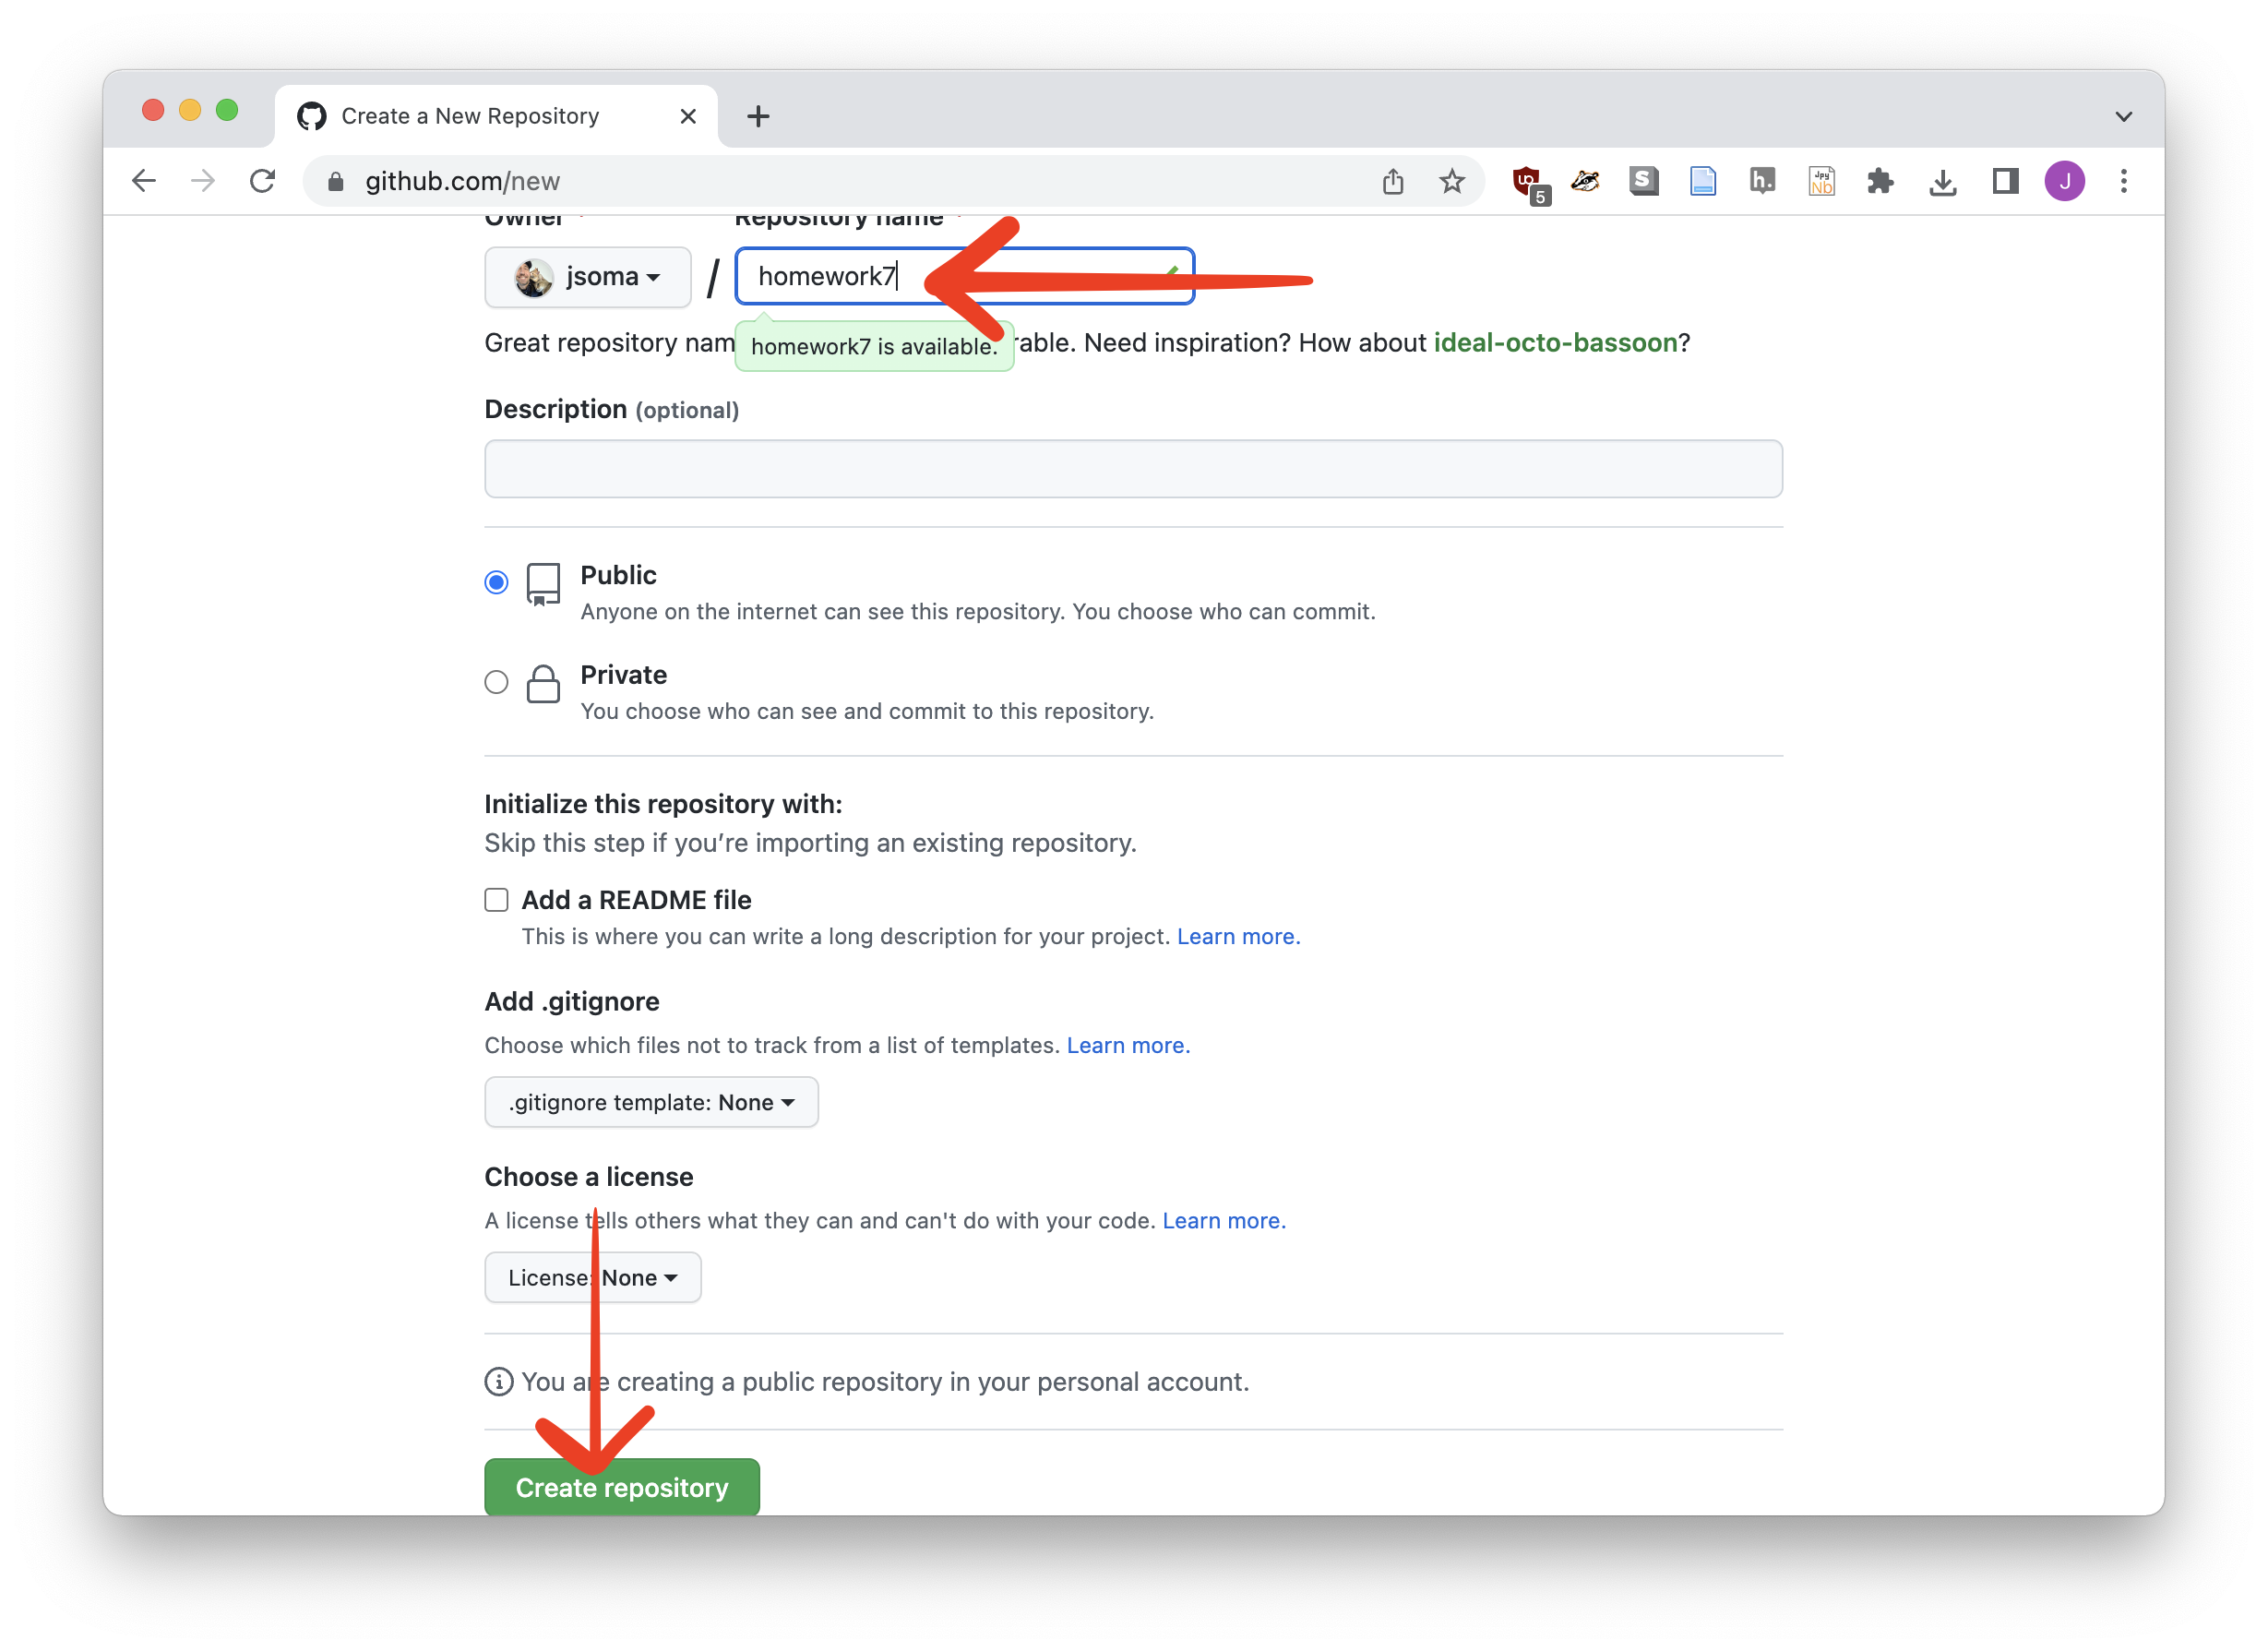 Create a New Repository
github.com/new
5
S
h.
Jpy
Nb
J
Owner *
Repository name *
jsoma / homework7
Great repository nam rable. Need inspiration? How about ideal-octo-bassoon?
homework7 is available.
Description (optional)
Public
Anyone on the internet can see this repository. You choose who can commit.
Private
You choose who can see and commit to this repository.
Initialize this repository with:
Skip this step if you’re importing an existing repository.
Add a README file
This is where you can write a long description for your project. Learn more.
Add .gitignore
Choose which files not to track from a list of templates. Learn more.
.gitignore template: None
Choose a license
A license tells others what they can and can't do with your code. Learn more.
License: None
You are creating a public repository in your personal account.
Create repository